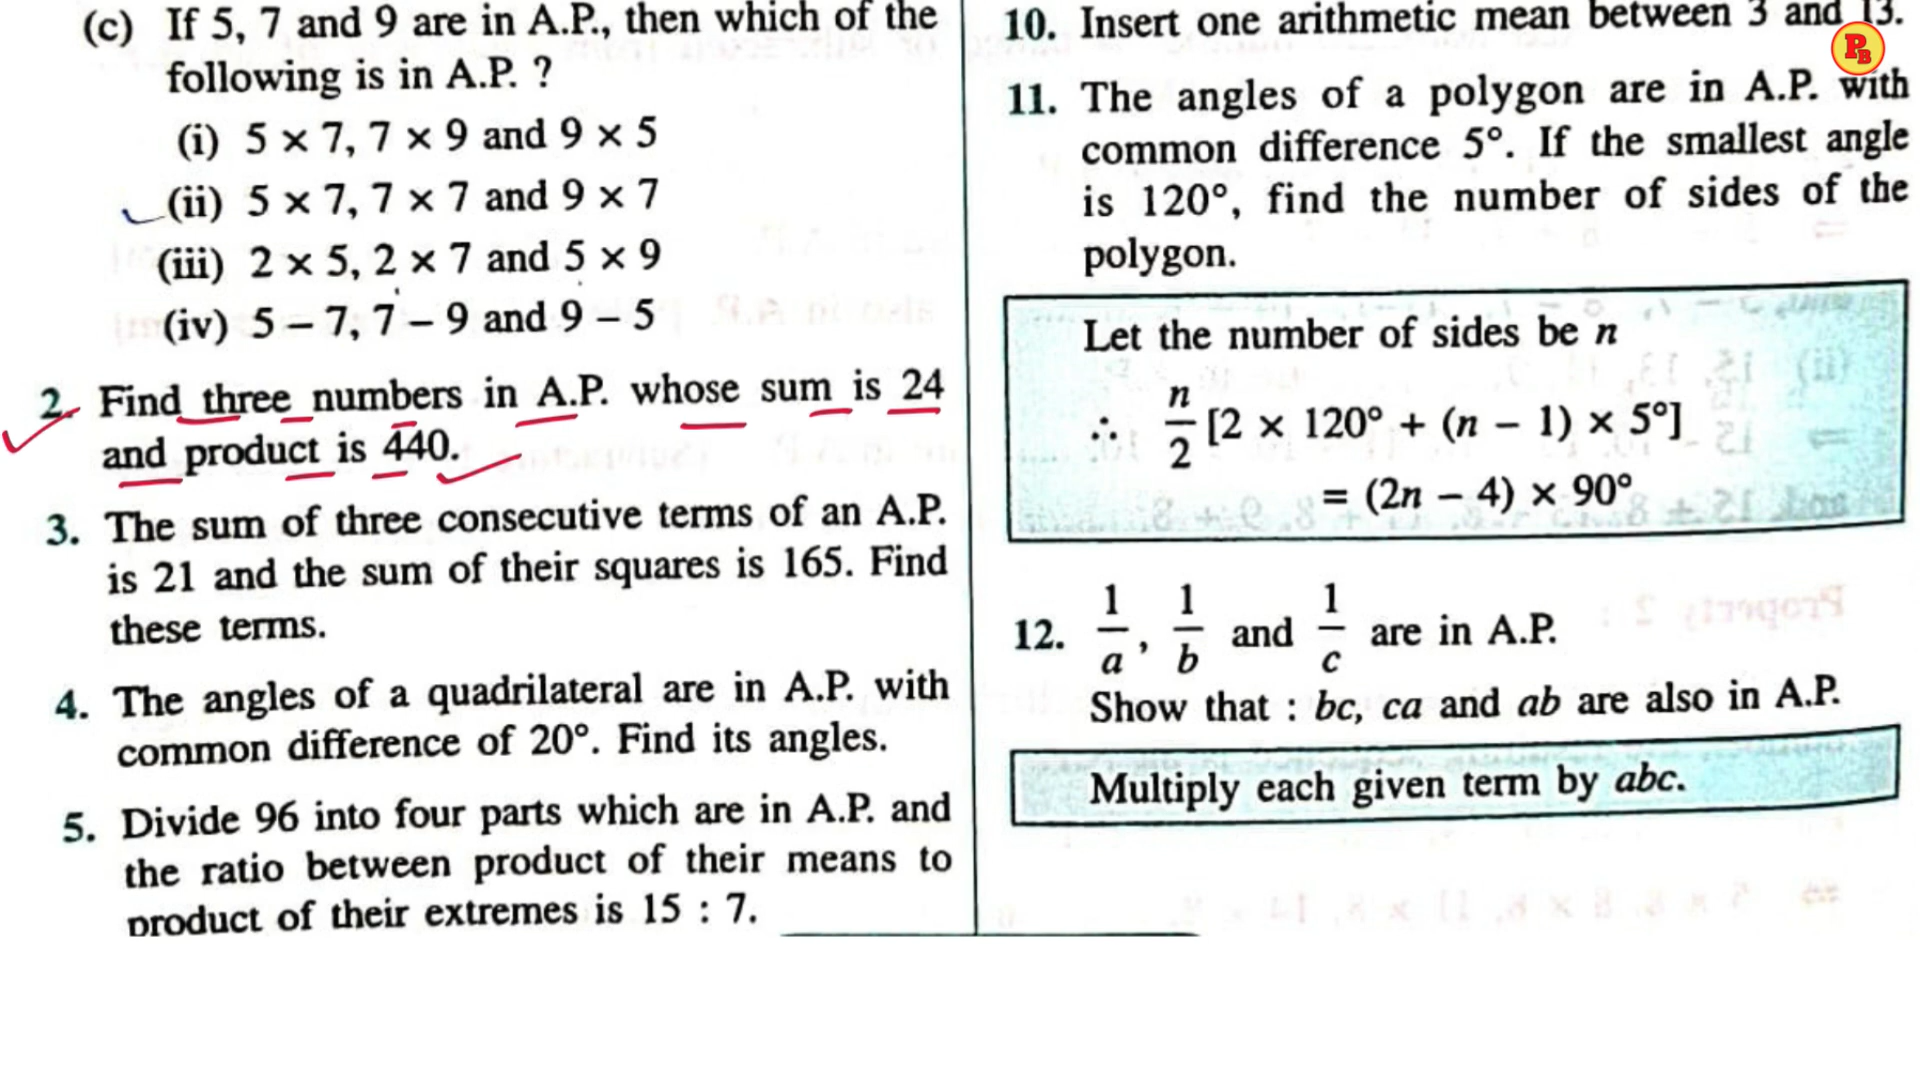 (c) If 5, 7 and 9 are in A.P., then which of the
following is in A.P. ?
(i) 5 × 7, 7 × 9 and 9 × 5
(ii) 5 × 7, 7 × 7 and 9 × 7
(iii) 2 × 5, 2 × 7 and 5 × 9
(iv) 5 – 7, 7 – 9 and 9 – 5
2. Find three numbers in A.P. whose sum is 24
and product is 440.
3. The sum of three consecutive terms of an A.P.
is 21 and the sum of their squares is 165. Find
these terms.
4. The angles of a quadrilateral are in A.P. with
common difference of 20°. Find its angles.
5. Divide 96 into four parts which are in A.P. and
the ratio between product of their means to
product of their extremes is 15 : 7.
10. Insert one arithmetic mean between 3 and 13.
PB
11. The angles of a polygon are in A.P. with
common difference 5°. If the smallest angle
is 120°, find the number of sides of the
polygon.
Let the number of sides be n
∴ n/2 [2 × 120° + (n – 1) × 5°]
= (2n – 4) × 90°
12. 1/a, 1/b and 1/c are in A.P.
Show that : bc, ca and ab are also in A.P.
Multiply each given term by abc.